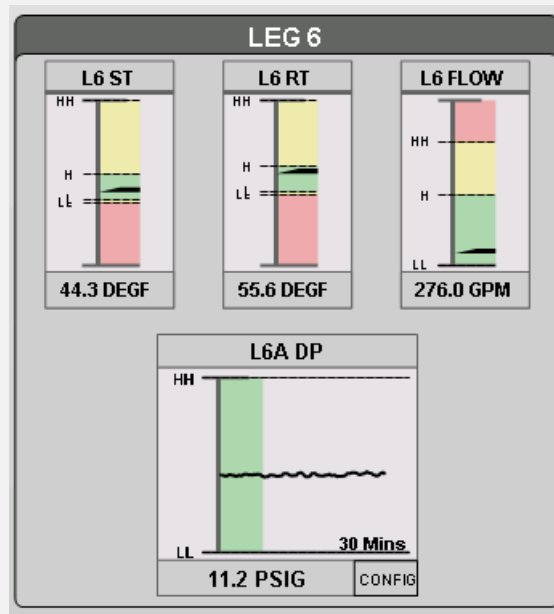 LEG 6
L6 ST
HH
H
L
LL
44.3 DEGF
L6 RT
HH
H
L
LL
55.6 DEGF
L6 FLOW
HH
H
LL
276.0 GPM
L6A DP
HH
LL
30 Mins
11.2 PSIG
CONFIG